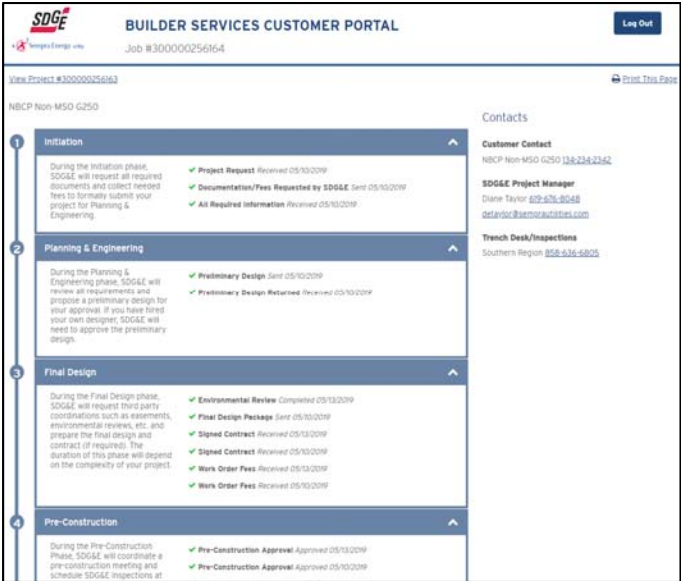 SDGE
A Sempra Energy utility
BUILDER SERVICES CUSTOMER PORTAL
Job #300000256164
Log Out
View Project #300000256163
Print This Page
NBCP Non-MSO G250
1
Initiation
During the Initiation phase,
SDG&E will request all required
documents and collect needed
fees to formally submit your
project for Planning &
Engineering.
Project Request Received 05/10/2019
Documentation/Fees Requested by SDG&E Sent 05/10/2019
All Required Information Received 05/10/2019
2
Planning & Engineering
During the Planning &
Engineering phase, SDG&E will
review all requirements and
propose a preliminary design for
your approval. If you have hired
your own designer, SDG&E will
need to approve the preliminary
design.
Preliminary Design Sent 05/10/2019
Preliminary Design Returned Received 05/10/2019
3
Final Design
During the Final Design phase,
SDG&E will request third party
coordinations such as easements,
environmental reviews, etc. and
prepare the final design and
contract (if required). The
duration of this phase will depend
on the complexity of your project.
Environmental Review Completed 05/13/2019
Final Design Package Sent 05/10/2019
Signed Contract Received 05/13/2019
Signed Contract Received 05/10/2019
Work Order Fees Received 05/13/2019
Work Order Fees Received 05/10/2019
4
Pre-Construction
During the Pre-Construction
Phase, SDG&E will coordinate a
pre-construction meeting and
schedule SDG&E Inspections at
Pre-Construction Approval Approved 05/13/2019
Pre-Construction Approval Approved 05/10/2019
Contacts
Customer Contact
NBCP Non-MSO G250 134-234-2342
SDG&E Project Manager
Diane Taylor 619-676-8048
detaylor@semprautilities.com
Trench Desk/Inspections
Southern Region 858-636-6805